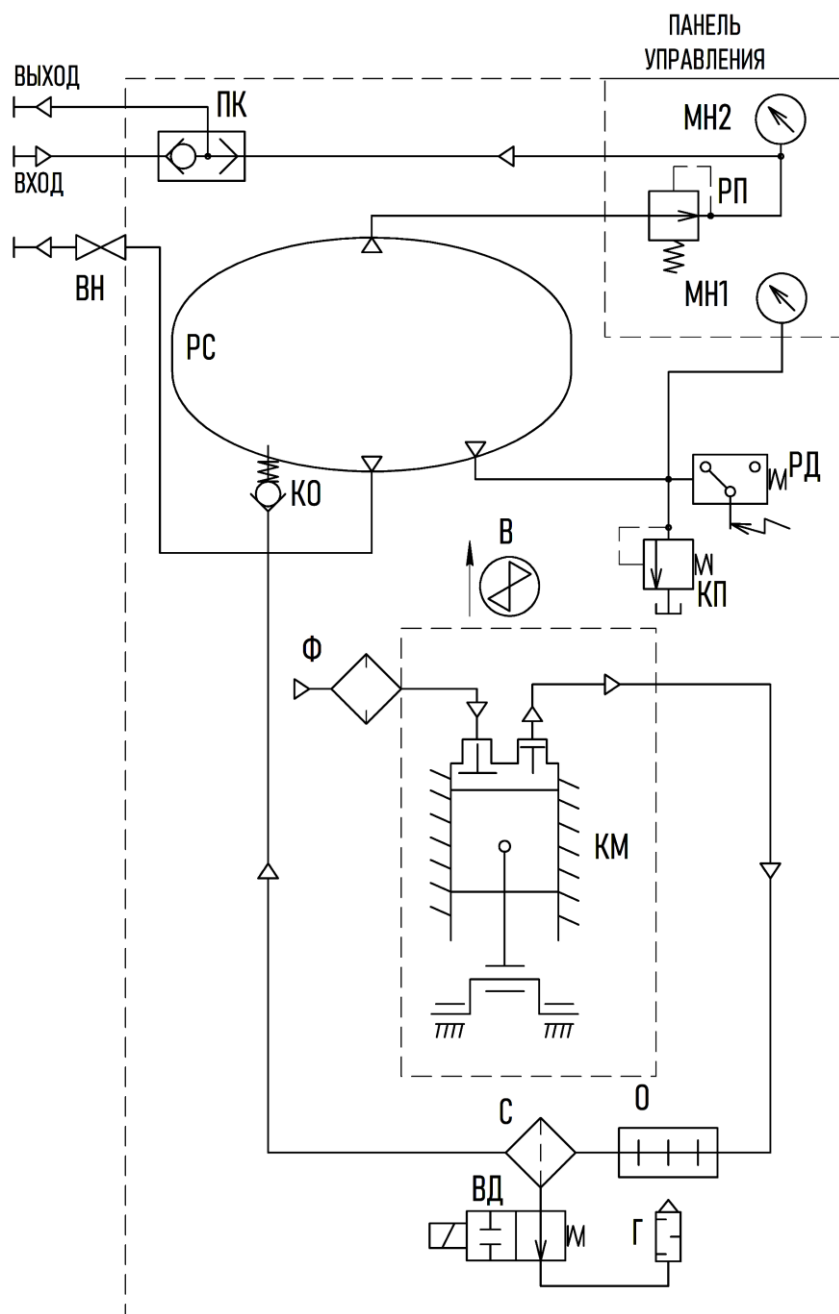 ПАНЕЛЬ
УПРАВЛЕНИЯ
ВЫХОД
ПК
МН2
ВХОД
РП
ВН
МН1
РС
РД
КО
В
КП
Ф
КМ
О
С
ВД
Г